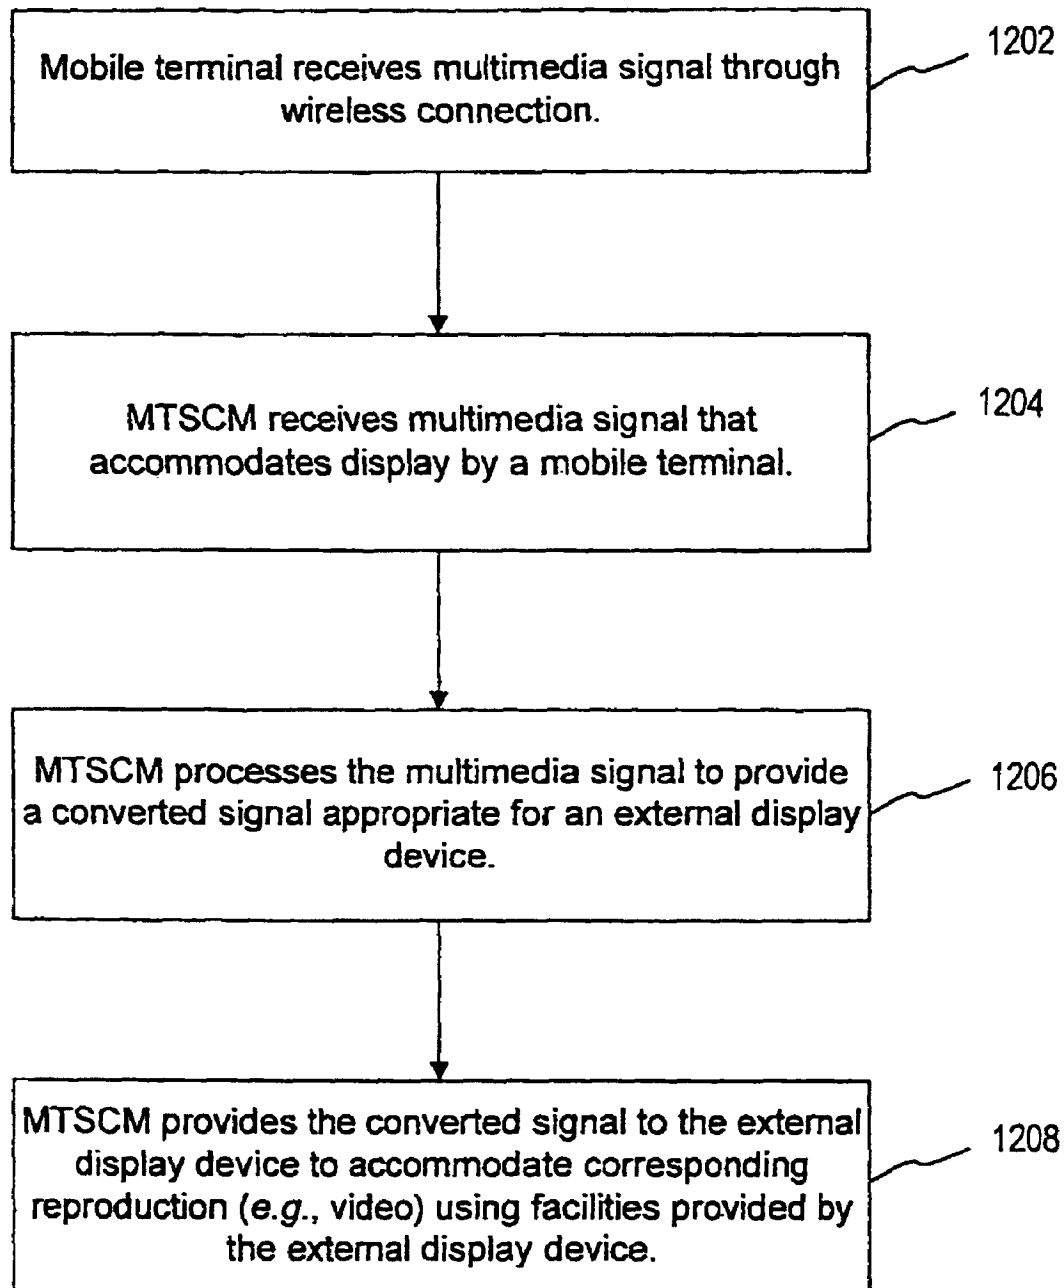 1202
Mobile terminal receives multimedia signal through
wireless connection.
1204
MTSCM receives multimedia signal that
accommodates display by a mobile terminal.
1206
MTSCM processes the multimedia signal to provide
a converted signal appropriate for an external display
device.
1208
MTSCM provides the converted signal to the external
display device to accommodate corresponding
reproduction (e.g., video) using facilities provided by
the external display device.